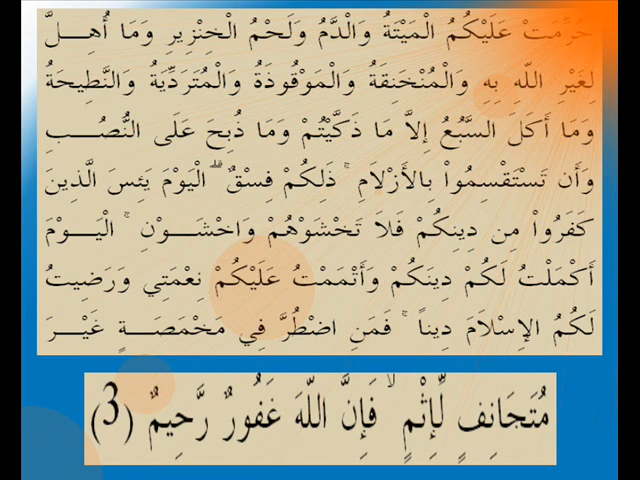 حُرِّمَتْ عَلَيْكُمُ الْمَيْتَةُ وَالْدَّمُ وَلَحْمُ الْخِنْزِيرِ وَمَا أُهِلَّ
لِغَيْرِ اللّهِ بِهِ وَالْمُنْخَنِقَةُ وَالْمَوْقُوذَةُ وَالْمُتَرَدِّيَةُ وَالنَّطِيحَةُ
وَمَا أَكَلَ السَّبُعُ إِلاَّ مَا ذَكَّيْتُمْ وَمَا ذُبِحَ عَلَى النُّصُبِ
وَأَن تَسْتَقْسِمُواْ بِالأَزْلاَمِ ۚ ذَلِكُمْ فِسْقٌ ۗ الْيَوْمَ يَئِسَ الَّذِينَ
كَفَرُواْ مِن دِينِكُمْ فَلاَ تَخْشَوْهُمْ وَاخْشَوْنِ ۚ الْيَوْمَ
أَكْمَلْتُ لَكُمْ دِينَكُمْ وَأَتْمَمْتُ عَلَيْكُمْ نِعْمَتِي وَرَضِيتُ
لَكُمُ الإِسْلاَمَ دِيناً ۚ فَمَنِ اضْطُرَّ فِي مَخْمَصَةٍ غَيْرَ
مُتَجَانِفٍ لِّإِثْمٍ ۙ فَإِنَّ اللّهَ غَفُورٌ رَّحِيمٌ (3)